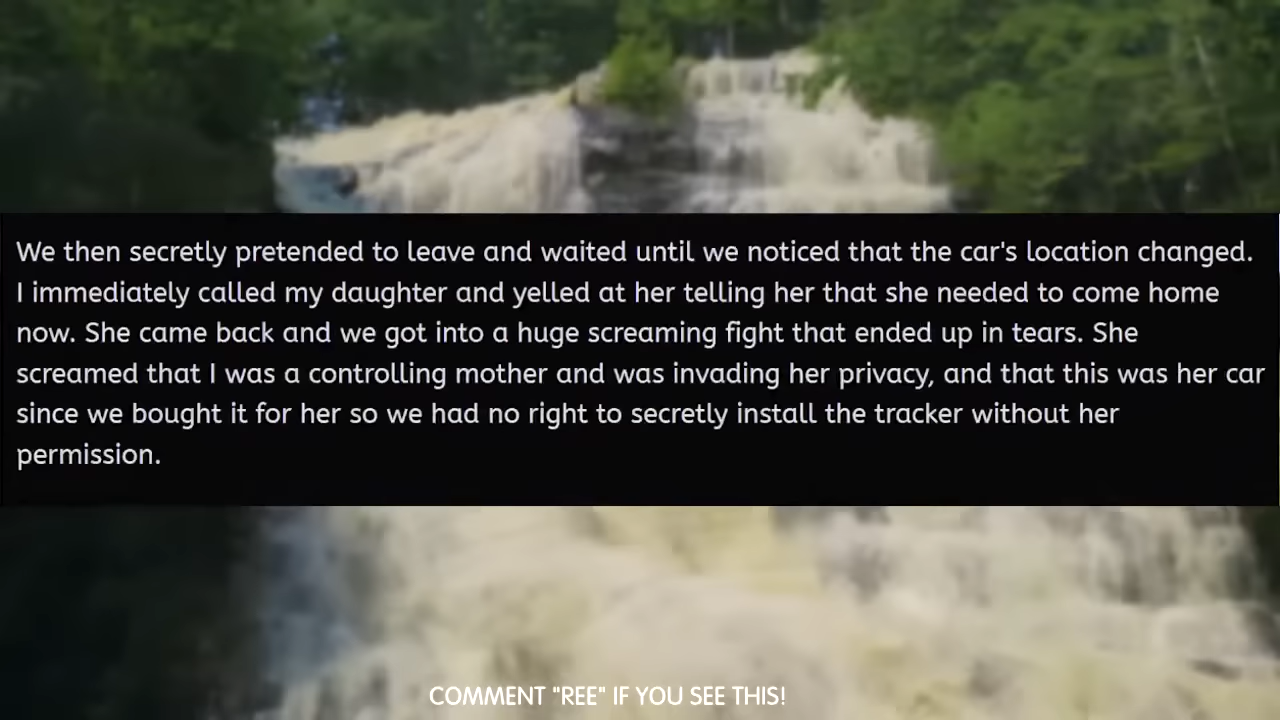 We then secretly pretended to leave and waited until we noticed that the car's location changed.
I immediately called my daughter and yelled at her telling her that she needed to come home
now. She came back and we got into a huge screaming fight that ended up in tears. She
screamed that I was a controlling mother and was invading her privacy, and that this was her car
since we bought it for her so we had no right to secretly install the tracker without her
permission.
COMMENT "REE" IF YOU SEE THIS!